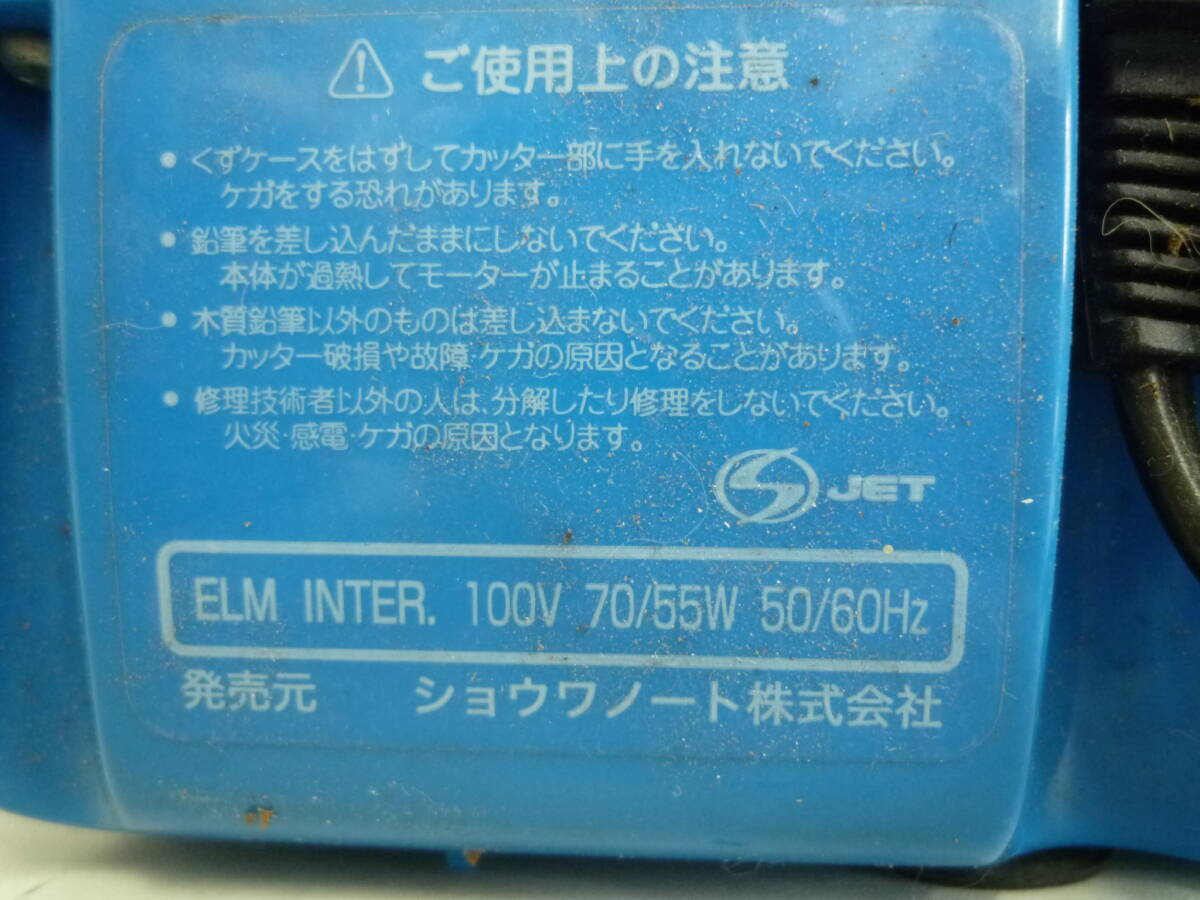 ご使用上の注意
●くずケースをはずしてカッター部に手を入れないでください。
ケガをする恐れがあります。
●鉛筆を差し込んだままにしないでください。
本体が過熱してモーターが止まることがあります。
●木質鉛筆以外のものは差し込まないでください。
カッター破損や故障・ケガの原因となることがあります。
●修理技術者以外の人は、分解したり修理をしないでください。
火災・感電・ケガの原因となります。
JET
ELM INTER. 100V 70/55W 50/60Hz
発売元 ショウワノート株式会社